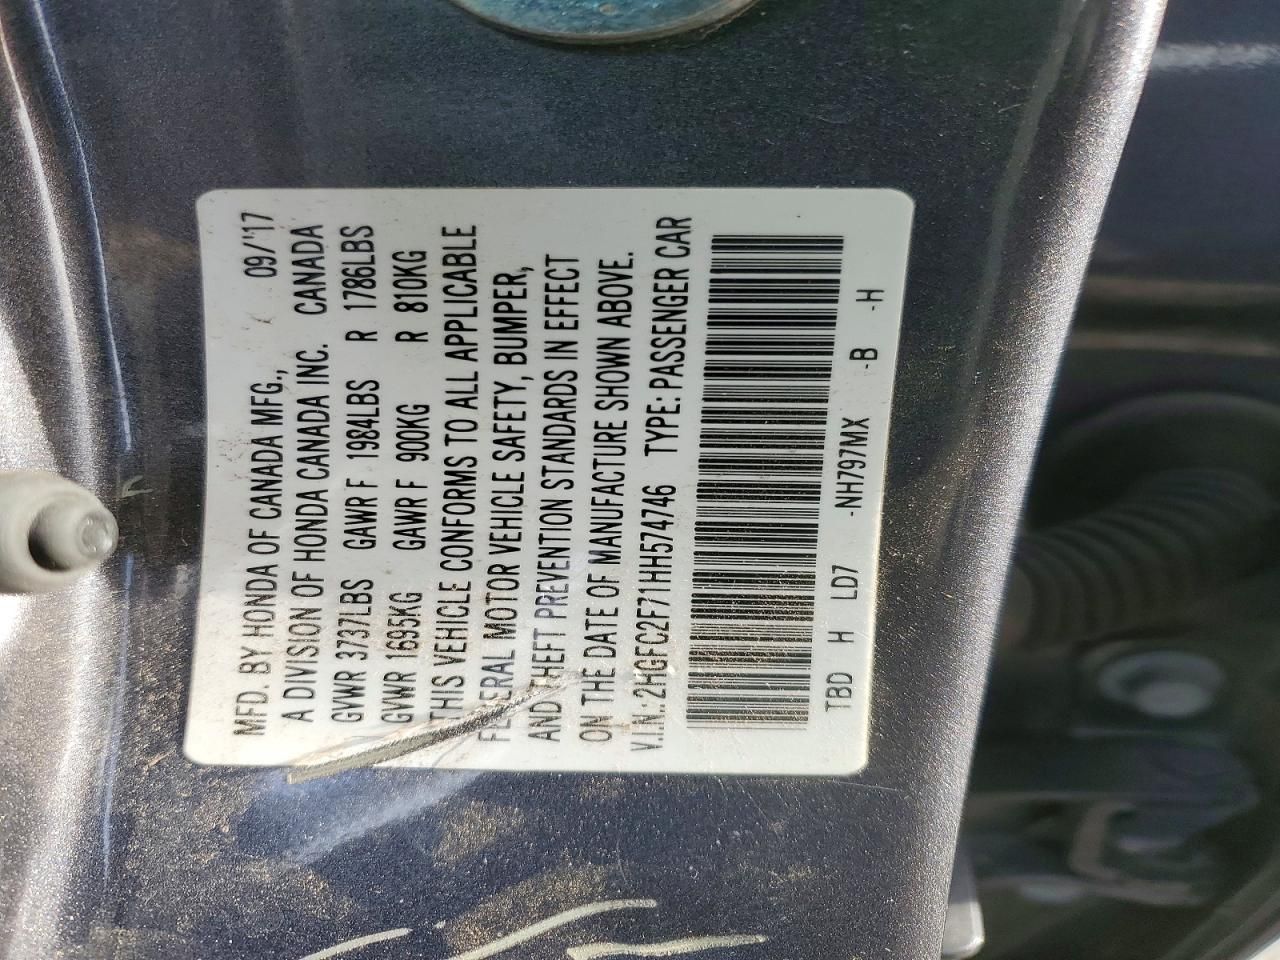 MFD. BY HONDA OF CANADA MFG., 09/'17
A DIVISION OF HONDA CANADA INC. CANADA
GVWR 3737LBS GAWR F 1984LBS R 1786LBS
GVWR 1695KG GAWR F 900KG R 810KG
THIS VEHICLE CONFORMS TO ALL APPLICABLE
FEDERAL MOTOR VEHICLE SAFETY, BUMPER,
AND THEFT PREVENTION STANDARDS IN EFFECT
ON THE DATE OF MANUFACTURE SHOWN ABOVE.
V.I.N.: 2HGFC2F71HH574746 TYPE: PASSENGER CAR
TBD H LD7 -NH797MX -B -H